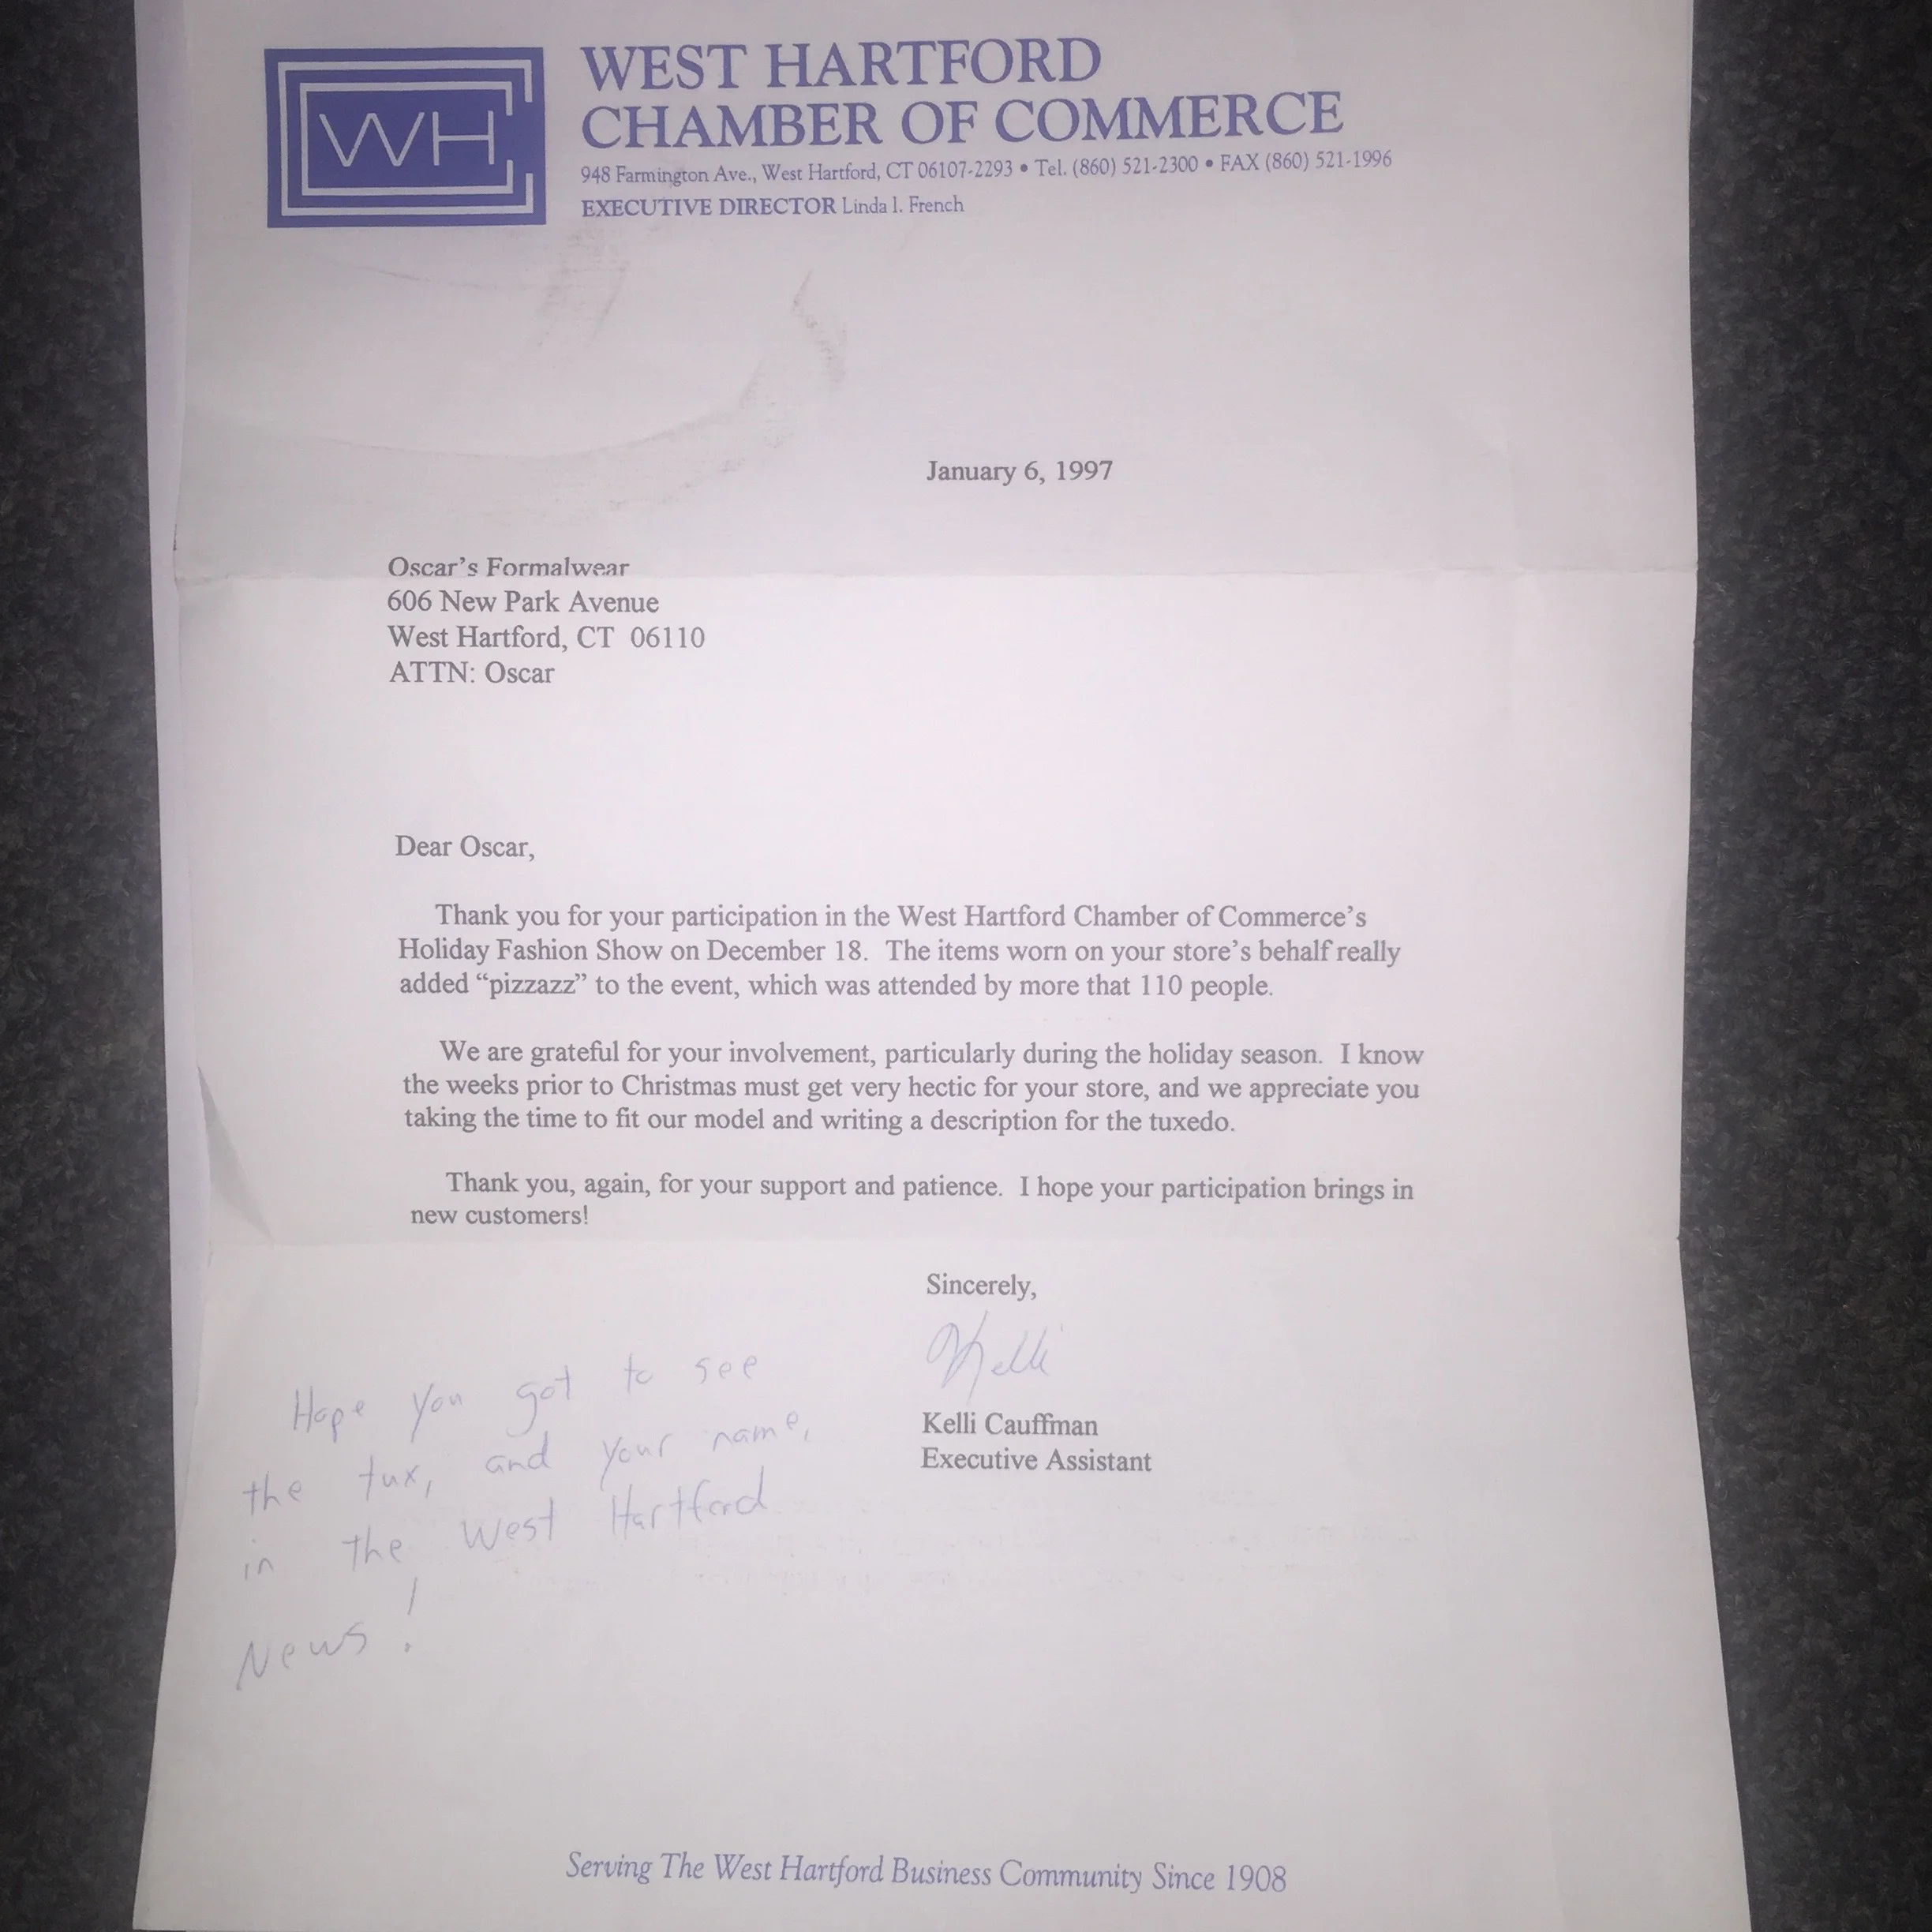 WH
WEST HARTFORD
CHAMBER OF COMMERCE
948 Farmington Ave., West Hartford, CT 06107-2293 • Tel. (860) 521-2300 • FAX (860) 521-1996
EXECUTIVE DIRECTOR Linda I. French
January 6, 1997
Oscar's Formalwear
606 New Park Avenue
West Hartford, CT  06110
ATTN: Oscar
Dear Oscar,
Thank you for your participation in the West Hartford Chamber of Commerce's
Holiday Fashion Show on December 18.  The items worn on your store's behalf really
added “pizzazz” to the event, which was attended by more that 110 people.
We are grateful for your involvement, particularly during the holiday season.  I know
the weeks prior to Christmas must get very hectic for your store, and we appreciate you
taking the time to fit our model and writing a description for the tuxedo.
Thank you, again, for your support and patience.  I hope your participation brings in
new customers!
Sincerely,
Kelli
Kelli Cauffman
Executive Assistant
Hope you got to see
the tux, and your name,
in the West Hartford
News!
Serving The West Hartford Business Community Since 1908